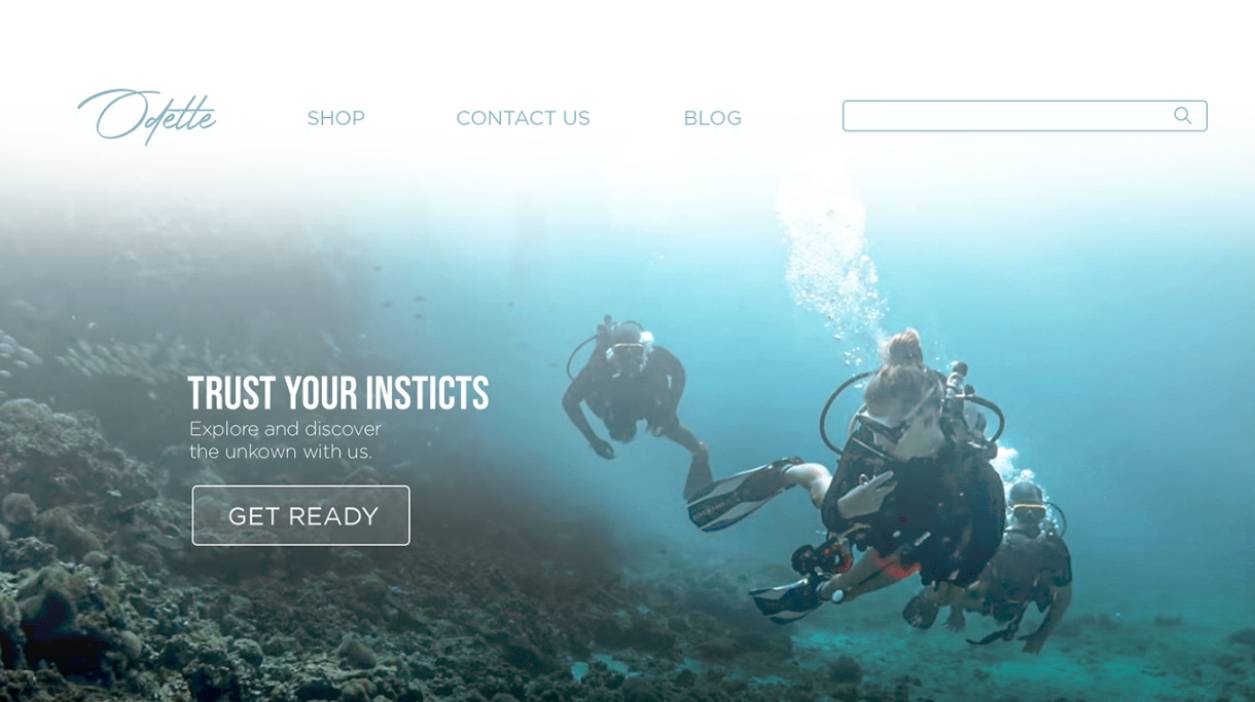 Odette
SHOP
CONTACT US
BLOG
TRUST YOUR INSTICTS
Explore and discover
the unkown with us.
GET READY